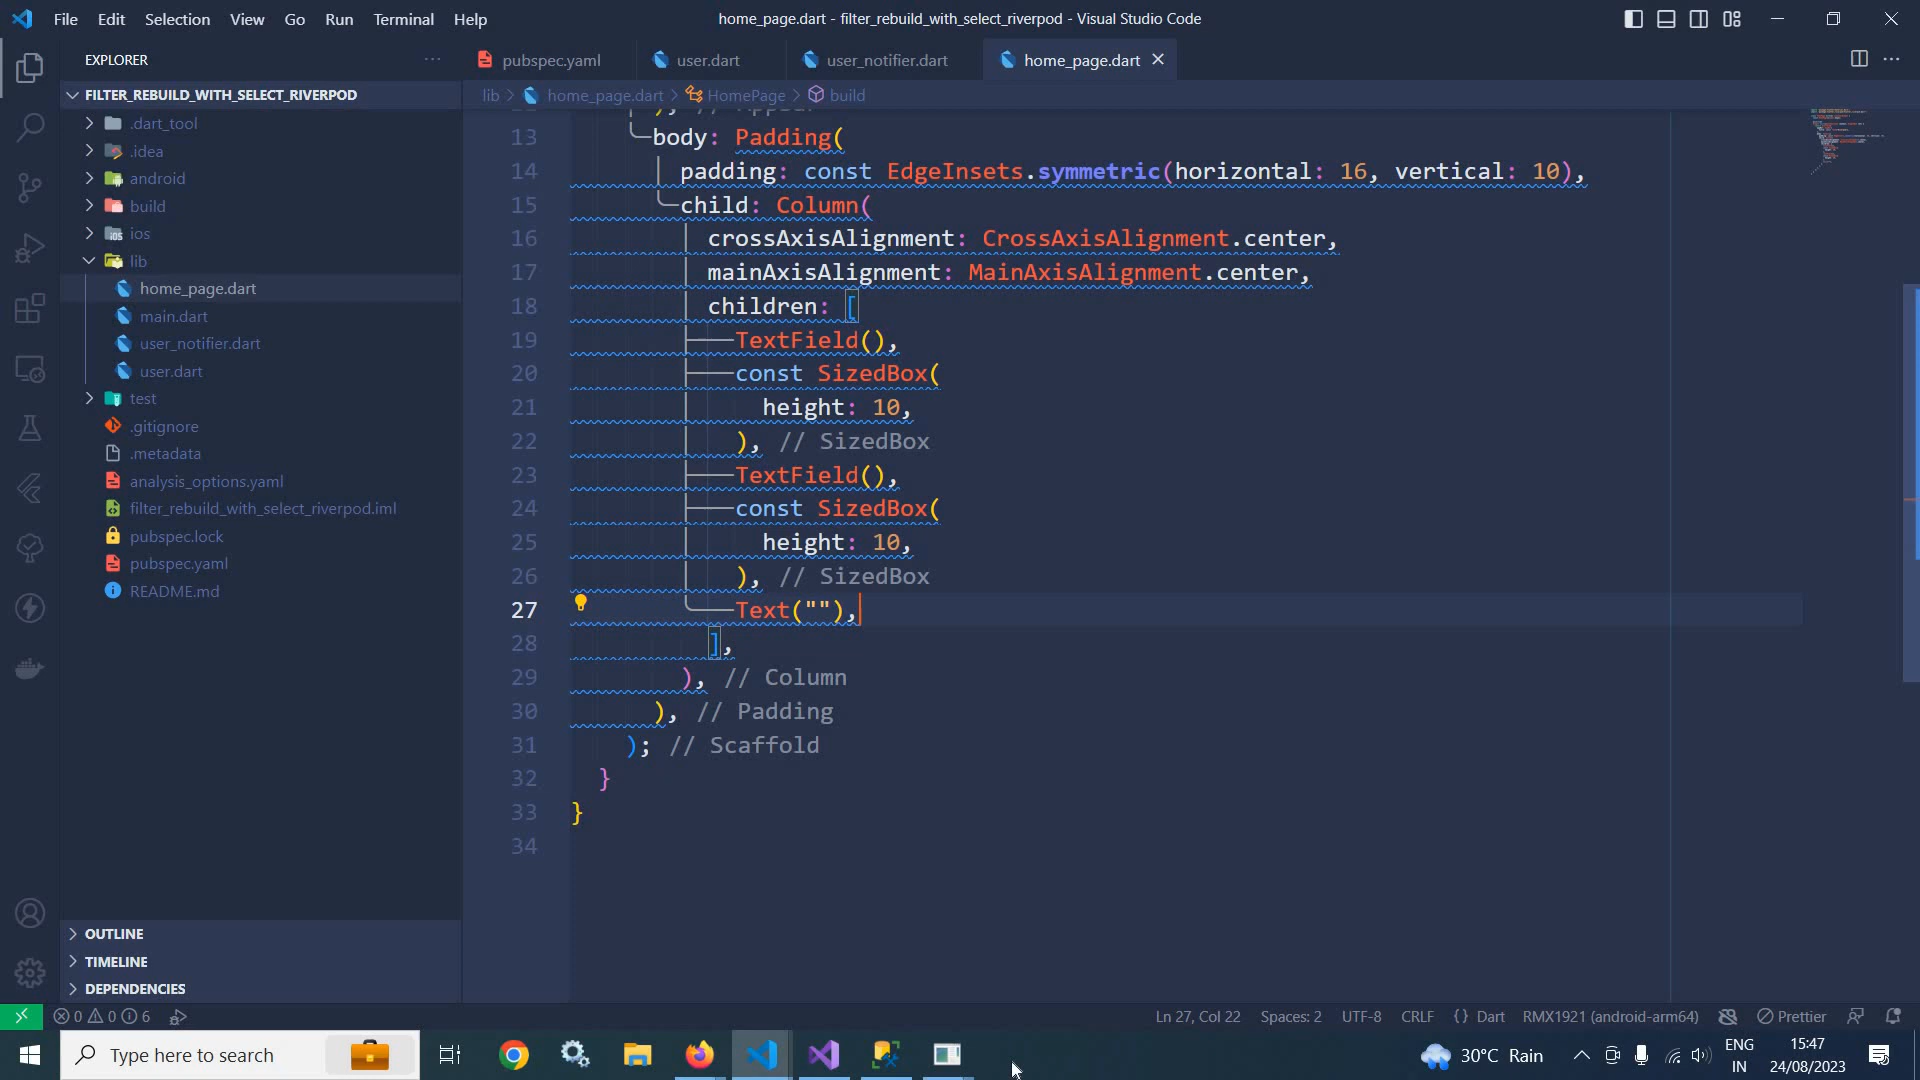 File Edit Selection View Go Run Terminal Help
home_page.dart - filter_rebuild_with_select_riverpod - Visual Studio Code
EXPLORER
FILTER_REBUILD_WITH_SELECT_RIVERPOD
.dart_tool
.idea
android
build
ios
lib
home_page.dart
main.dart
user_notifier.dart
user.dart
test
.gitignore
.metadata
analysis_options.yaml
filter_rebuild_with_select_riverpod.iml
pubspec.lock
pubspec.yaml
README.md
OUTLINE
TIMELINE
DEPENDENCIES
pubspec.yaml user.dart user_notifier.dart home_page.dart
lib > home_page.dart > HomePage > build
13 body: Padding(
14 padding: const EdgeInsets.symmetric(horizontal: 16, vertical: 10),
15 child: Column(
16 crossAxisAlignment: CrossAxisAlignment.center,
17 mainAxisAlignment: MainAxisAlignment.center,
18 children: [
19 TextField(),
20 const SizedBox(
21 height: 10,
22 ), // SizedBox
23 TextField(),
24 const SizedBox(
25 height: 10,
26 ), // SizedBox
27 Text(""),
28 ],
29 ), // Column
30 ), // Padding
31 ); // Scaffold
32 }
33 }
34
0 0 6 Ln 27, Col 22 Spaces: 2 UTF-8 CRLF {} Dart RMX1921 (android-arm64) Prettier
Type here to search
30°C Rain
ENG
IN
15:47
24/08/2023